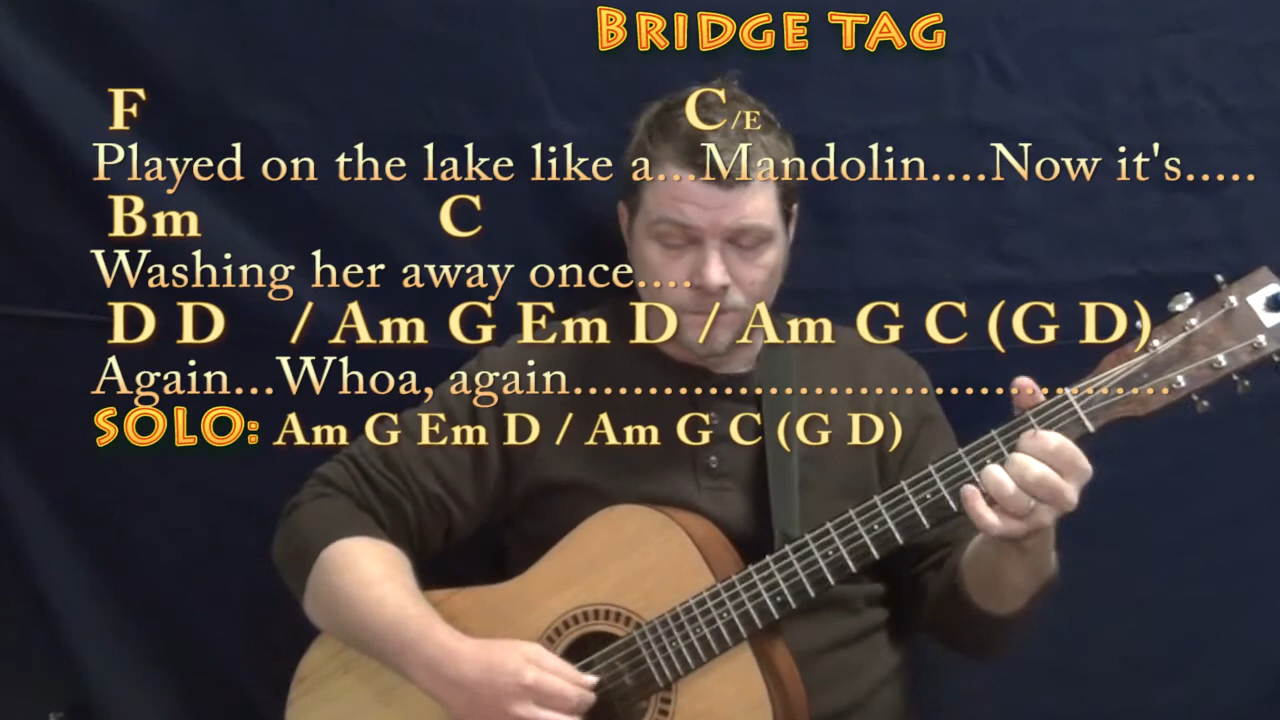 BRIDGE TAG
F C/E
Played on the lake like a...Mandolin....Now it's.....
Bm C
Washing her away once....
D D / Am G Em D / Am G C (G D)
Again...Whoa, again........................................
SOLO: Am G Em D / Am G C (G D)